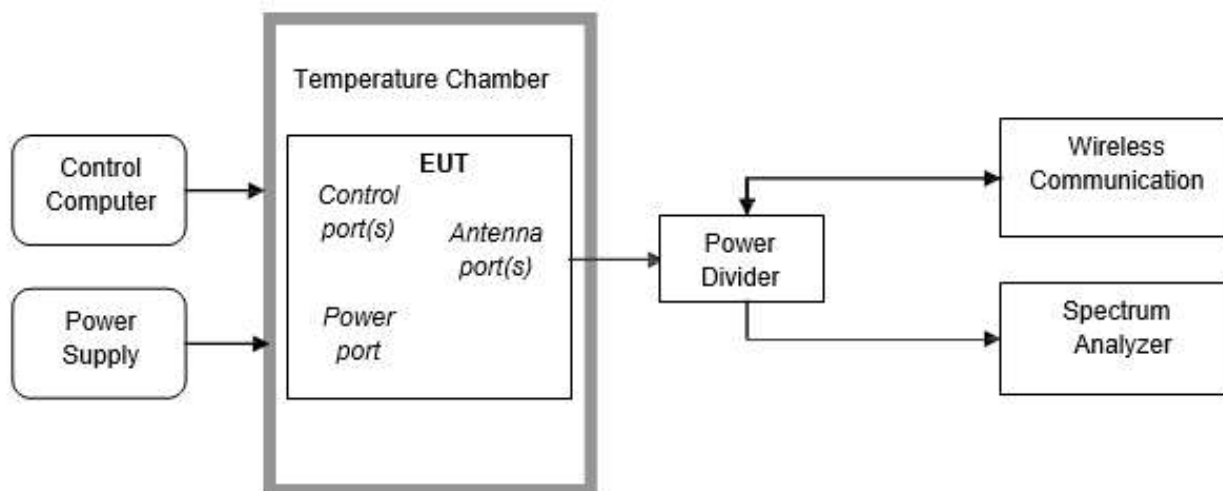 Temperature Chamber
Control
Computer
Power
Supply
EUT
Control
port(s)
Antenna
port(s)
Power
port
Power
Divider
Wireless
Communication
Spectrum
Analyzer